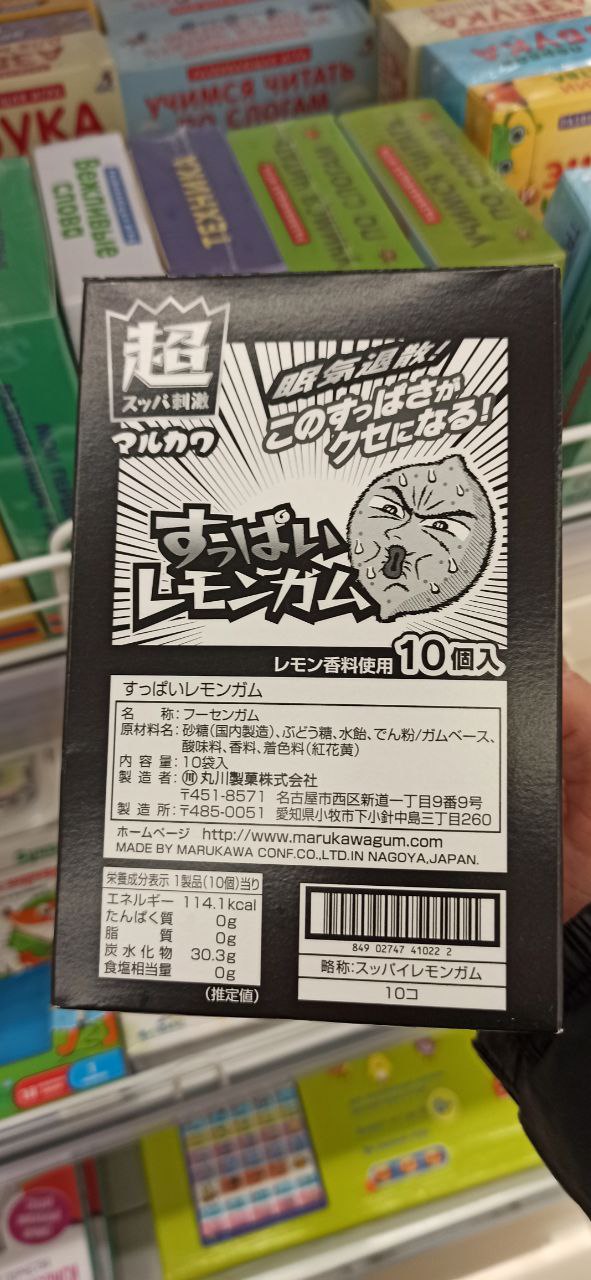 УЧИМСЯ ЧИТАТЬ
ПО СЛОГАМ
АЗБУКА
Вежливые
слова
ТЕХНИКА
УЧИМСЯ ЧИТАТЬ
ПО СЛОГАМ
УЧИМСЯ ЧИТАТЬ
ПО СЛОГАМ
超
スッパ刺激
マルカワ
眠気退散!
このすっぱさが
クセになる!
すっぱい
レモンガム
レモン香料使用 10個入
すっぱいレモンガム
名 称:フーセンガム
原材料名:砂糖(国内製造)、ぶどう糖、水飴、でん粉/ガムベース、
酸味料、香料、着色料(紅花黄)
内容量:10袋入
製造者:㊋丸川製菓株式会社
〒451-8571 名古屋市西区新道一丁目9番9号
製造所:〒485-0051 愛知県小牧市下小針中島三丁目260
ホームページ http://www.marukawagum.com
MADE BY MARUKAWA CONF.CO.,LTD.IN NAGOYA,JAPAN.
栄養成分表示 1製品(10個)当り
エネルギー 114.1kcal
たんぱく質 0g
脂 質 0g
炭水化物 30.3g
食塩相当量 0g
(推定値)
849 02747 41022 2
略称:スッパイレモンガム
10コ